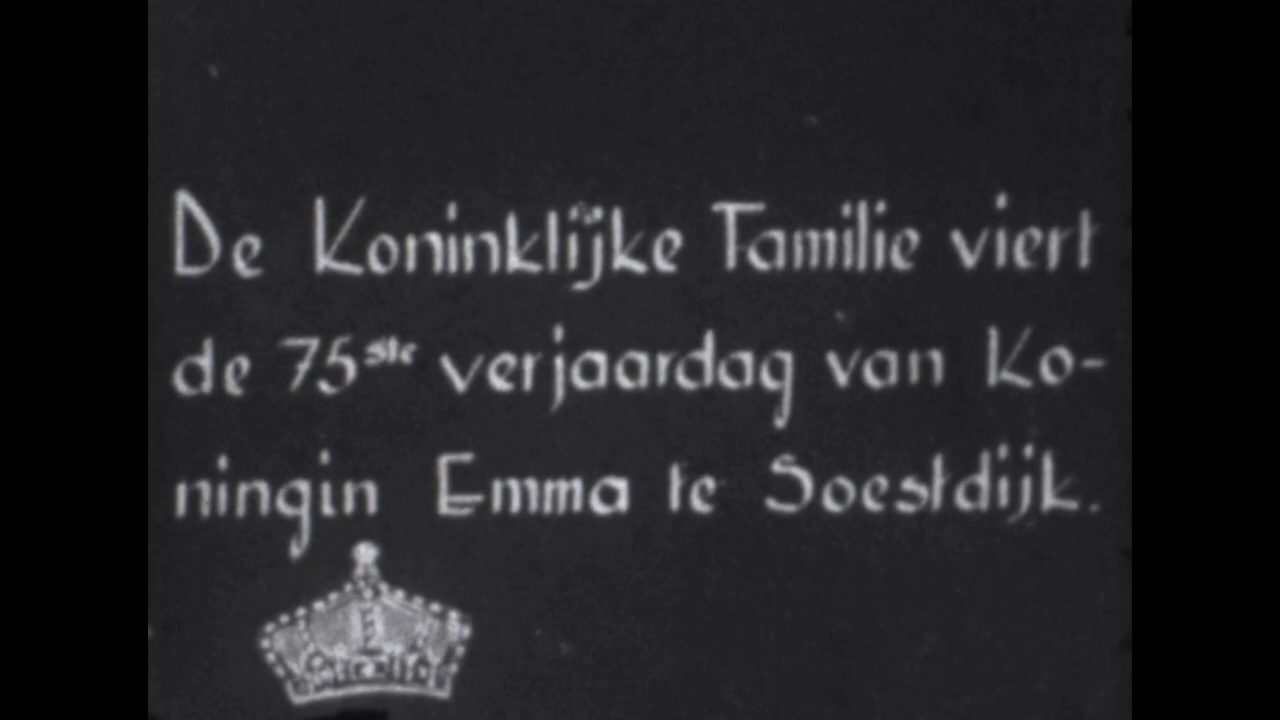 De Koninklijke Familie viert
de 75ste verjaardag van Ko-
ningin Emma te Soestdijk.